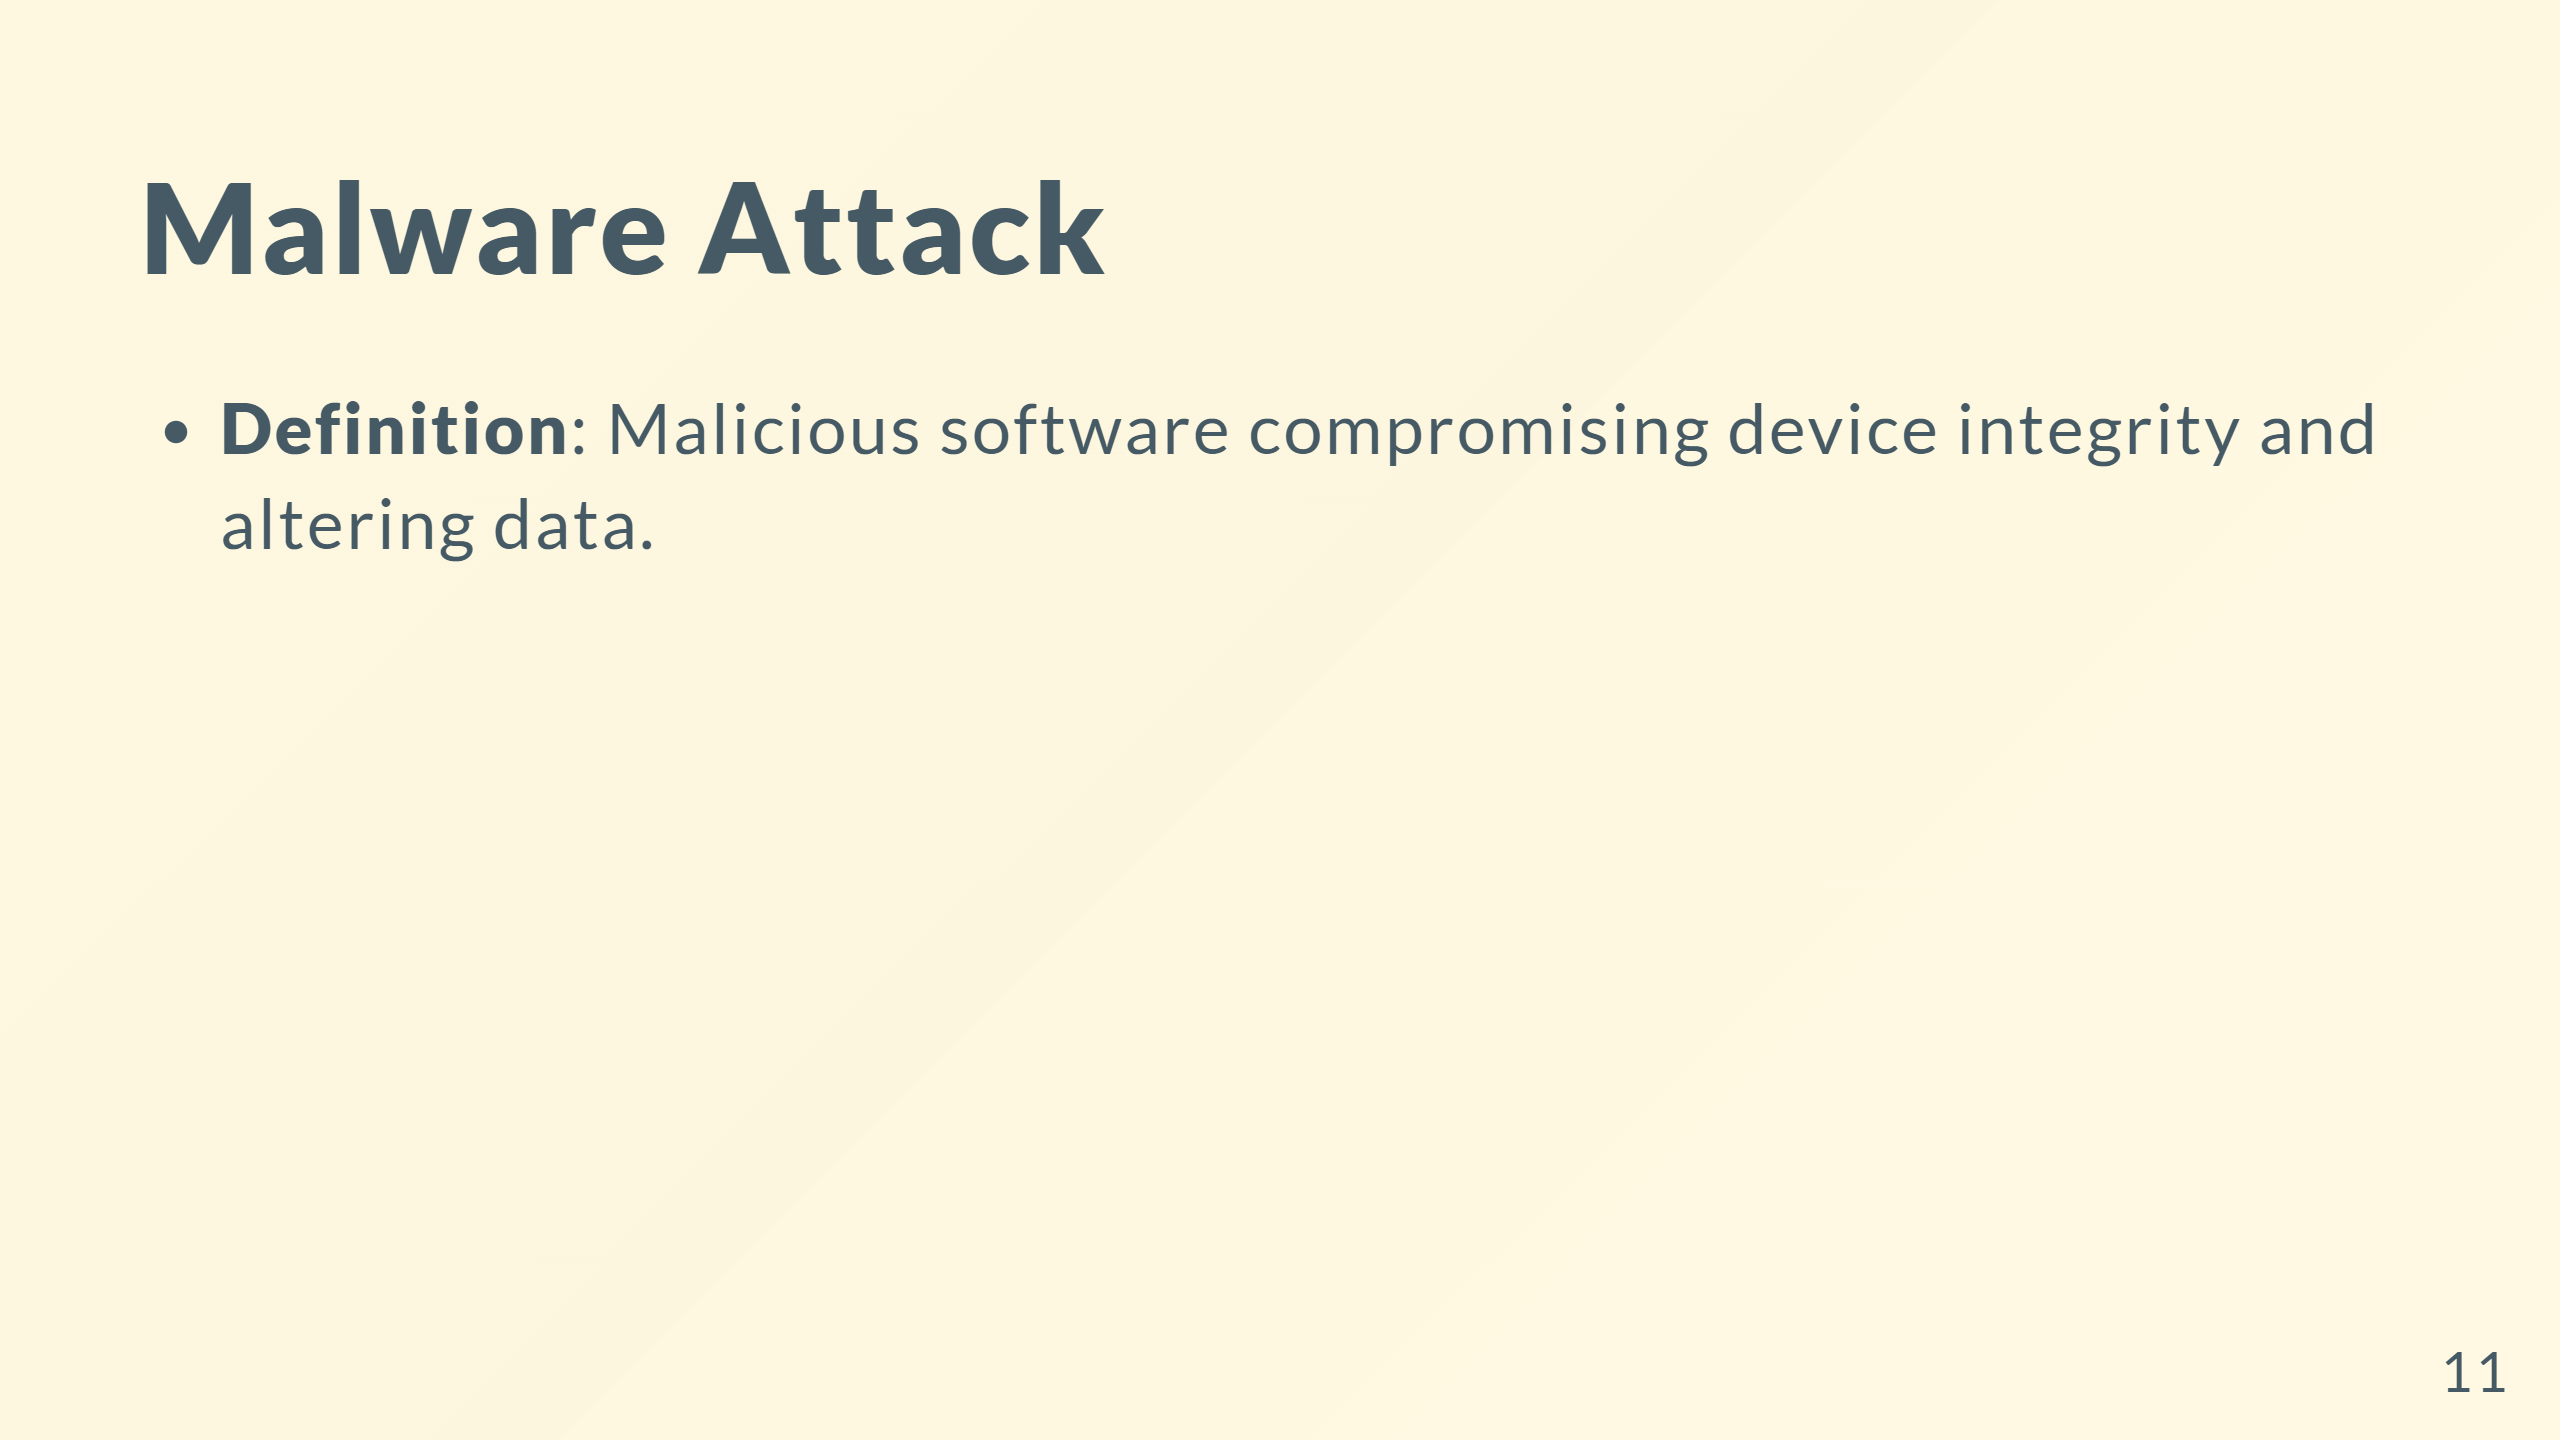 Malware Attack
• Definition: Malicious software compromising device integrity and
altering data.
11